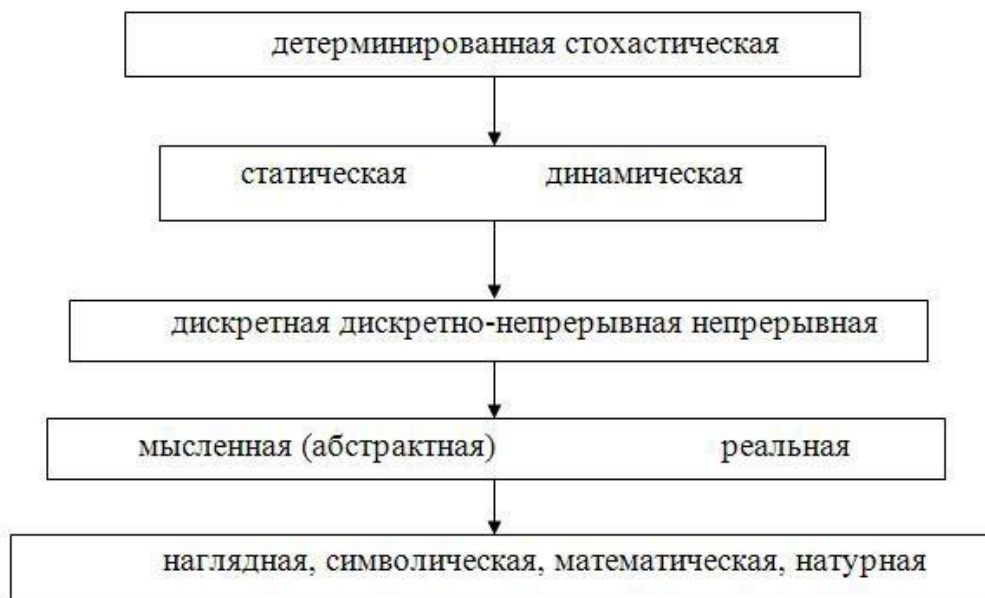 детерминированная стохастическая
статическая динамическая
дискретная дискретно-непрерывная непрерывная
мысленная (абстрактная) реальная
наглядная, символическая, математическая, натурная